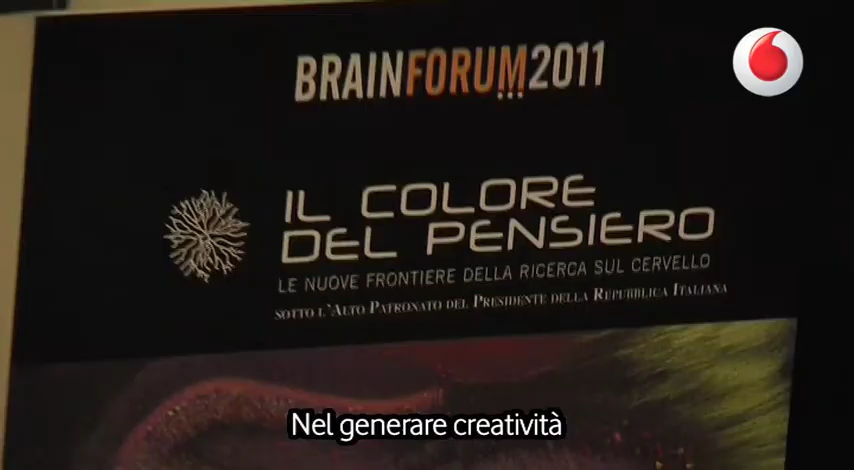 BRAINFORUM2011
IL COLORE
DEL PENSIERO
LE NUOVE FRONTIERE DELLA RICERCA SUL CERVELLO
SOTTO L'ALTO PATRONATO DEL PRESIDENTE DELLA REPUBBLICA ITALIANA
Nel generare creatività